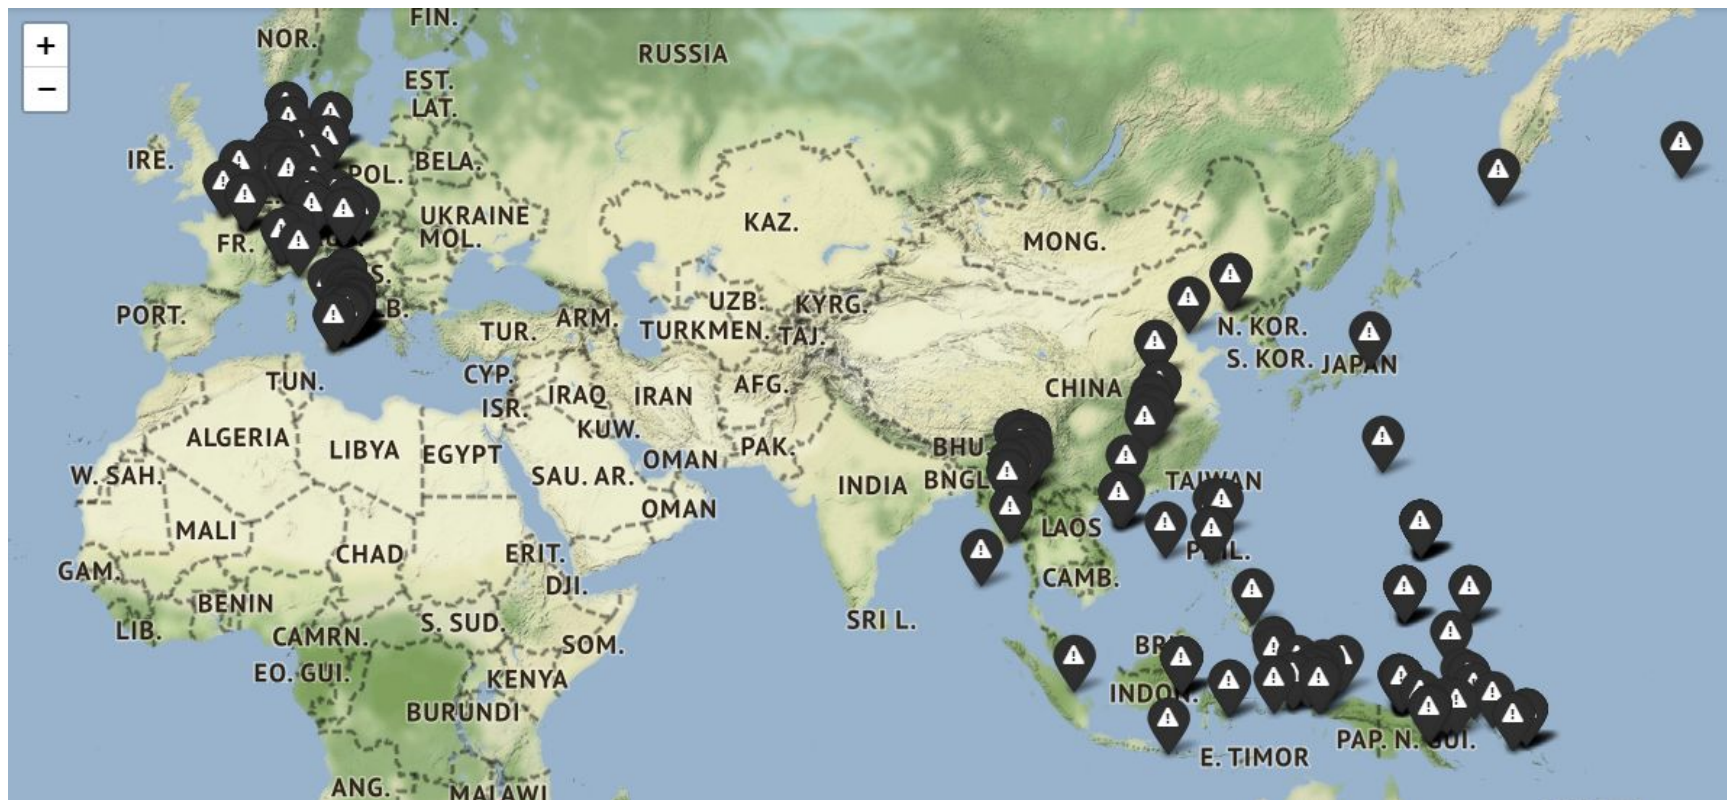 +
−
FIN.
NOR.
RUSSIA
EST.
LAT.
IRE.
BELA.
POL.
UKRAINE
MOL.
FR.
KAZ.
MONG.
S.
B.
PORT.
UZB.
KYRG.
ARM.
TUR.
TURKMEN.
TAJ.
N. KOR.
S. KOR.
JAPAN
TUN.
CYP.
ISR.
IRAQ
IRAN
AFG.
CHINA
KUW.
ALGERIA
LIBYA
EGYPT
OMAN
PAK.
BHU.
W. SAH.
SAU. AR.
INDIA
BNGL
TAIWAN
OMAN
MALI
LAOS
CHAD
ERIT.
PHIL.
GAM.
DJI.
CAMB.
BENIN
LIB.
CAMRN.
S. SUD.
SRI L.
SOM.
EQ. GUI.
KENYA
INDON.
BURUNDI
PAP. N. GUI.
E. TIMOR
ANG.
MALAWI